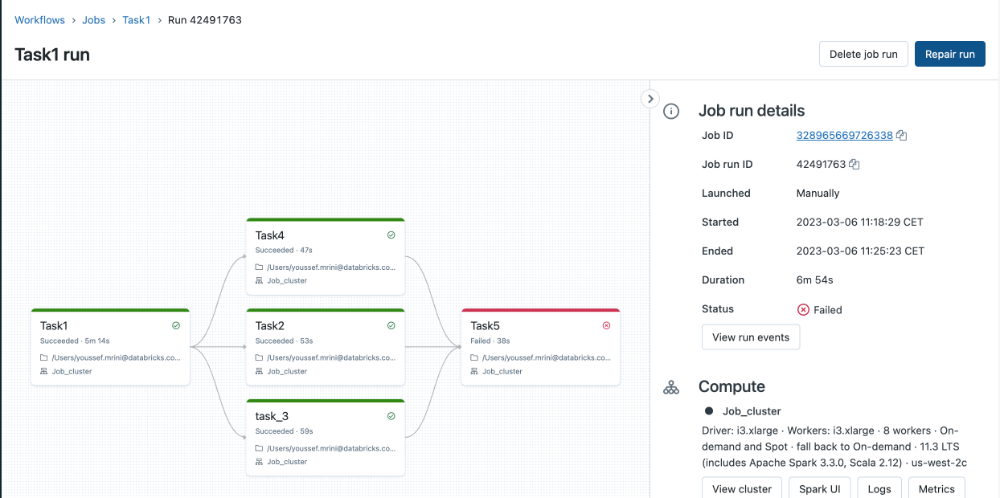 Workflows › Jobs › Task1 › Run 42491763
Task1 run
Delete job run
Repair run
Task4
Succeeded · 47s
/Users/youssef.mrini@databricks.co...
Job_cluster
Task1
Succeeded · 5m 14s
/Users/youssef.mrini@databricks.co...
Job_cluster
Task2
Succeeded · 53s
/Users/youssef.mrini@databricks.co...
Job_cluster
Task5
Failed · 38s
/Users/youssef.mrini@databricks.co...
Job_cluster
task_3
Succeeded · 59s
/Users/youssef.mrini@databricks.co...
Job_cluster
Job run details
Job ID 328965669726338
Job run ID 42491763
Launched Manually
Started 2023-03-06 11:18:29 CET
Ended 2023-03-06 11:25:23 CET
Duration 6m 54s
Status Failed
View run events
Compute
Job_cluster
Driver: i3.xlarge · Workers: i3.xlarge · 8 workers · On-
demand and Spot · fall back to On-demand · 11.3 LTS
(includes Apache Spark 3.3.0, Scala 2.12) · us-west-2c
View cluster
Spark UI
Logs
Metrics